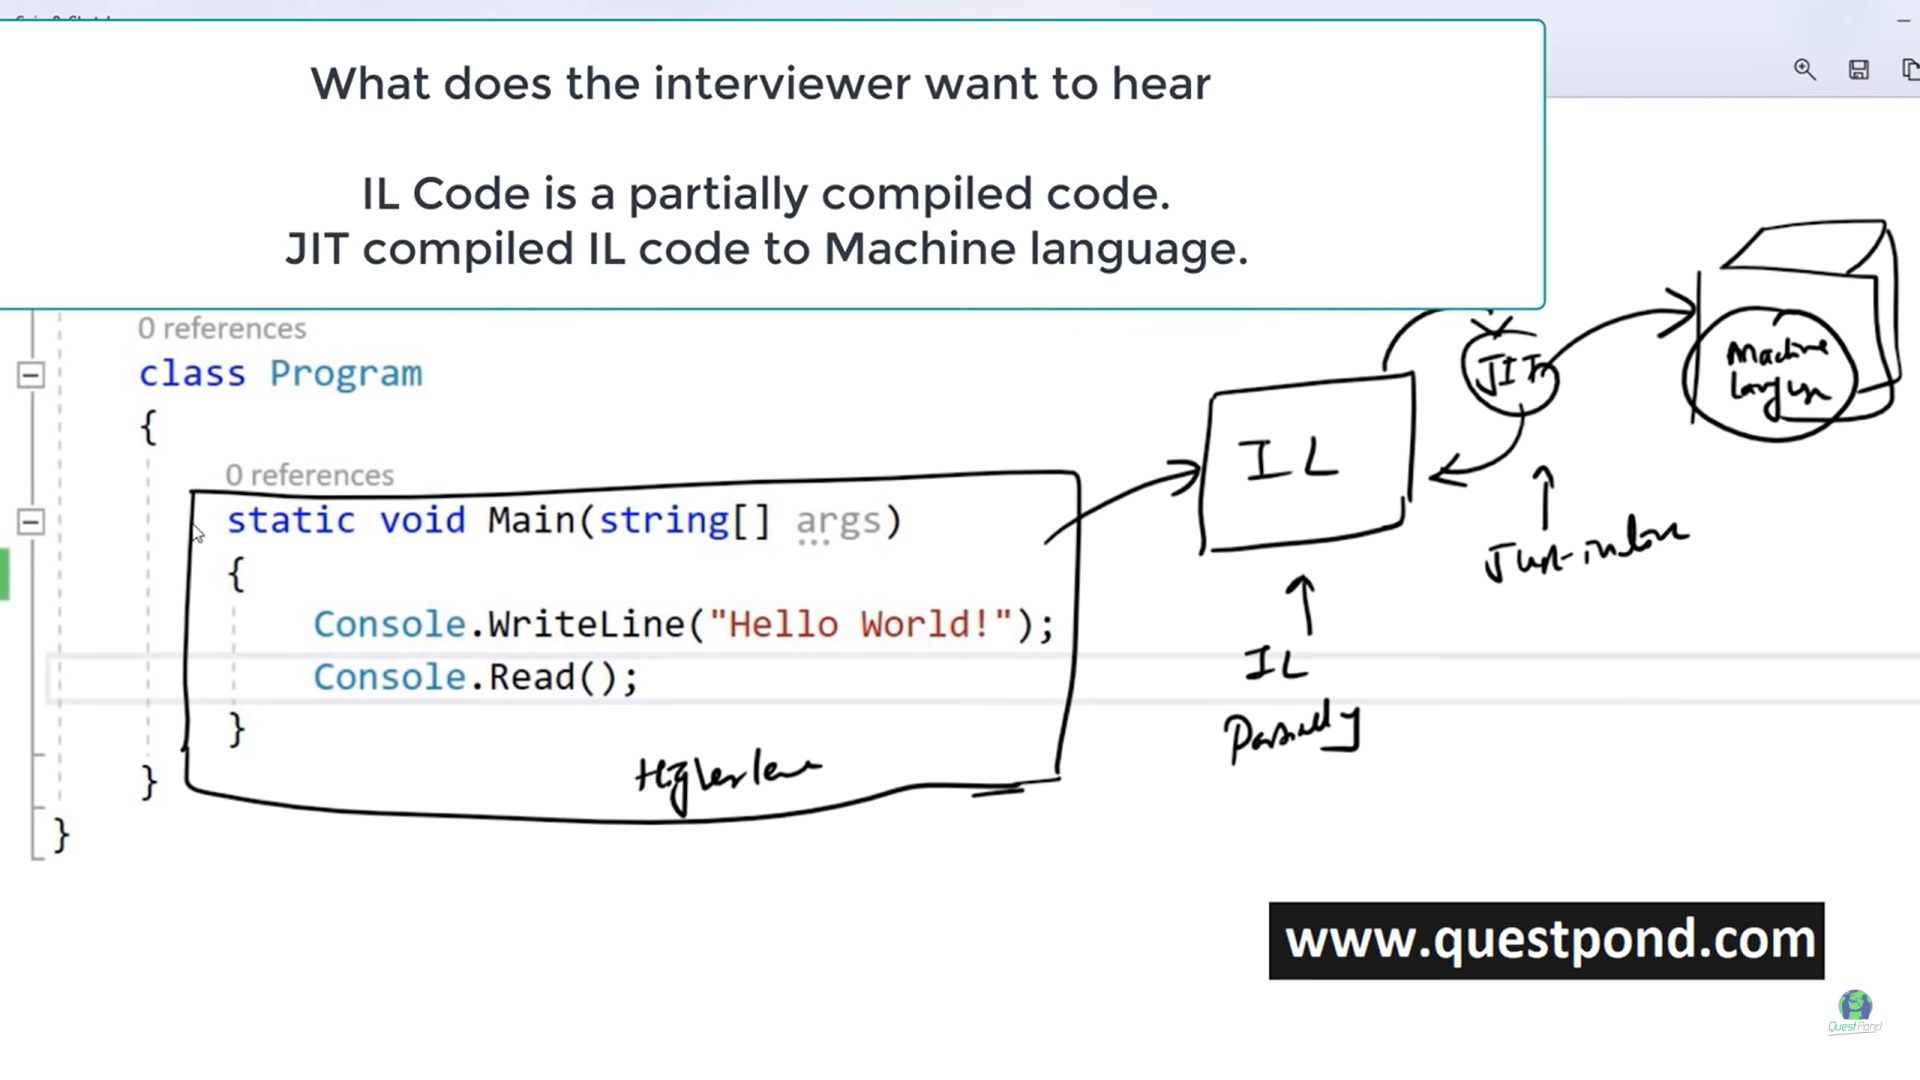 What does the interviewer want to hear
IL Code is a partially compiled code.
JIT compiled IL code to Machine language.
0 references
class Program
{
0 references
static void Main(string[] args)
{
Console.WriteLine("Hello World!");
Console.Read();
}
}
}
IL
JIT
Machine
IL
www.questpond.com
QuestPond